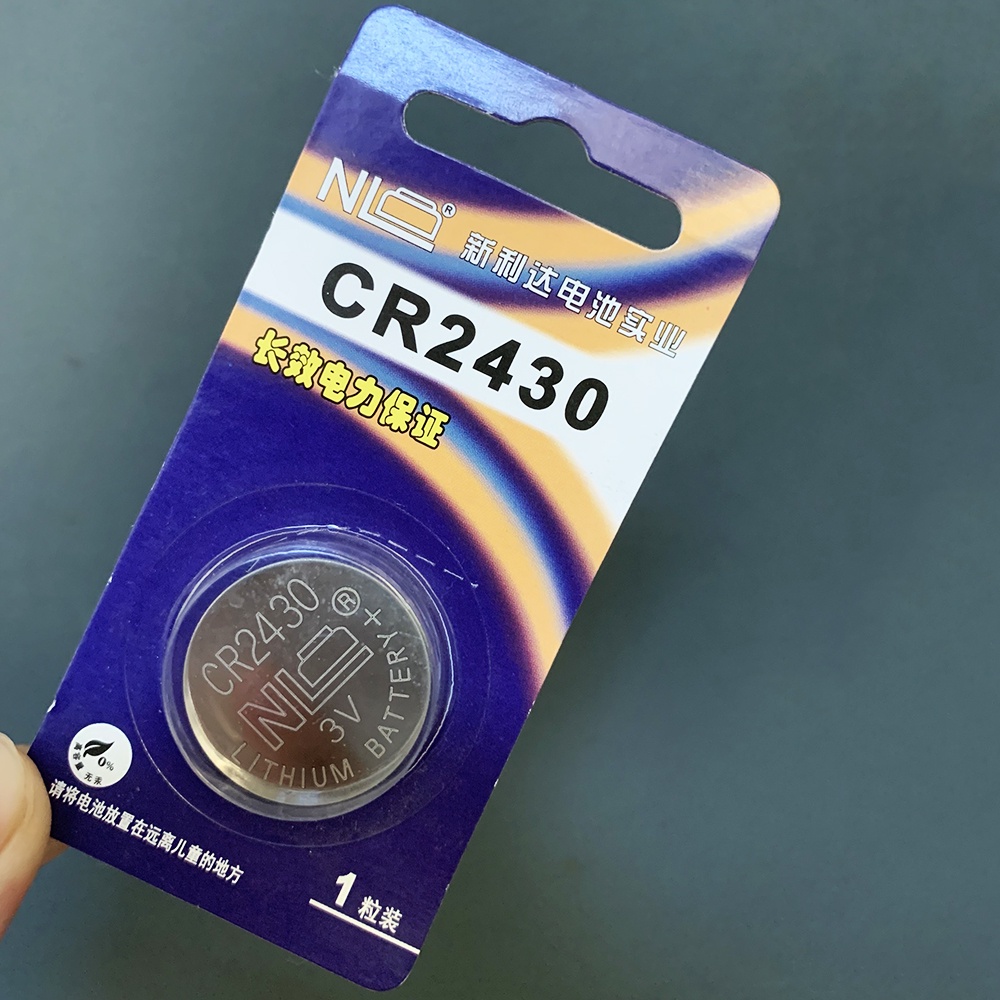 NL®
新利达电池实业
CR2430
长效电力保证
CR2430 ® +
NL
3V
LITHIUM BATTERY
0%
无汞
请将电池放置在远离儿童的地方
1粒装